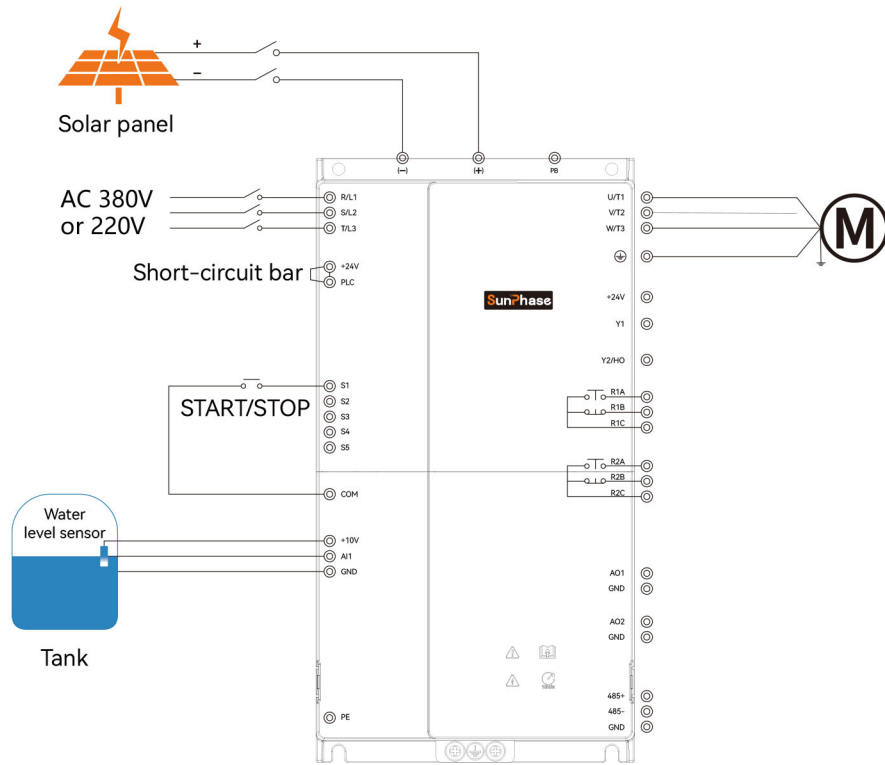 +
−
Solar panel
(−)
(+)
PB
AC 380V
or 220V
R/L1
S/L2
T/L3
U/T1
V/T2
W/T3
+24V
PLC
Short-circuit bar
SunPhase
M
+24V
Y1
Y2/HO
S1
S2
S3
S4
S5
START/STOP
R1A
R1B
R1C
R2A
R2B
R2C
COM
Water
level sensor
+10V
AI1
GND
Tank
AO1
GND
AO2
GND
485+
485-
GND
PE